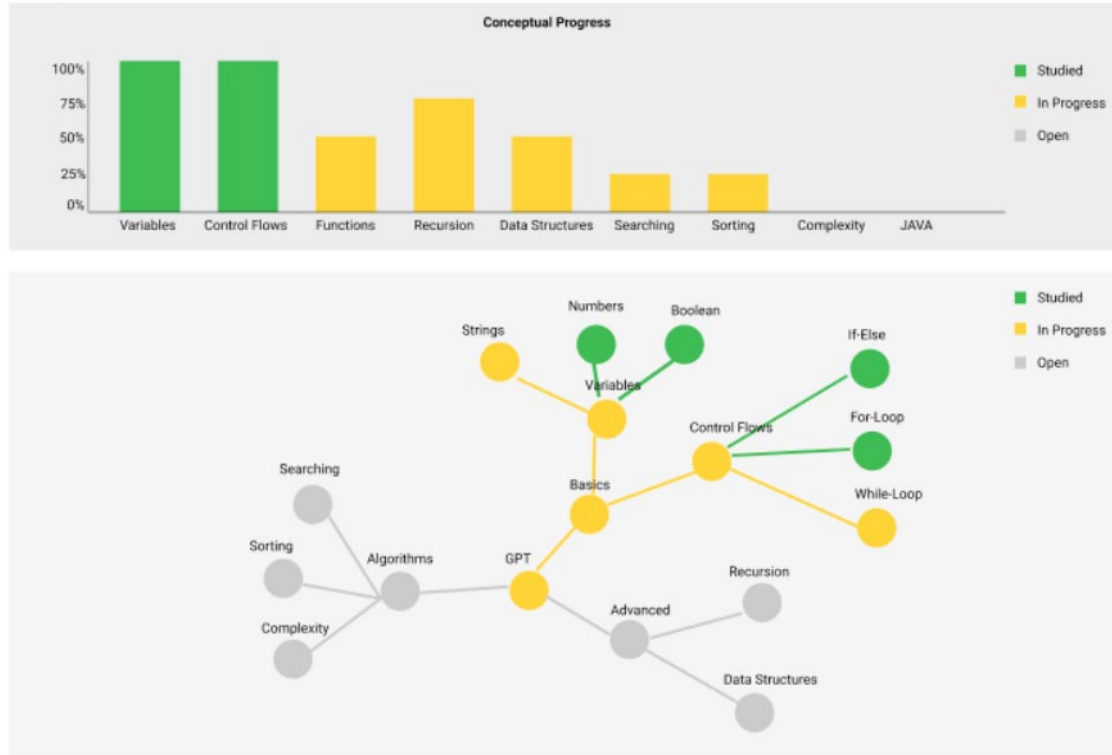 Conceptual Progress
100%
75%
50%
25%
0%
Variables Control Flows Functions Recursion Data Structures Searching Sorting Complexity JAVA
Studied
In Progress
Open
Numbers
Boolean
Strings
If-Else
Variables
For-Loop
Control Flows
Searching
Basics
While-Loop
Sorting
Algorithms
GPT
Recursion
Advanced
Complexity
Data Structures
Studied
In Progress
Open